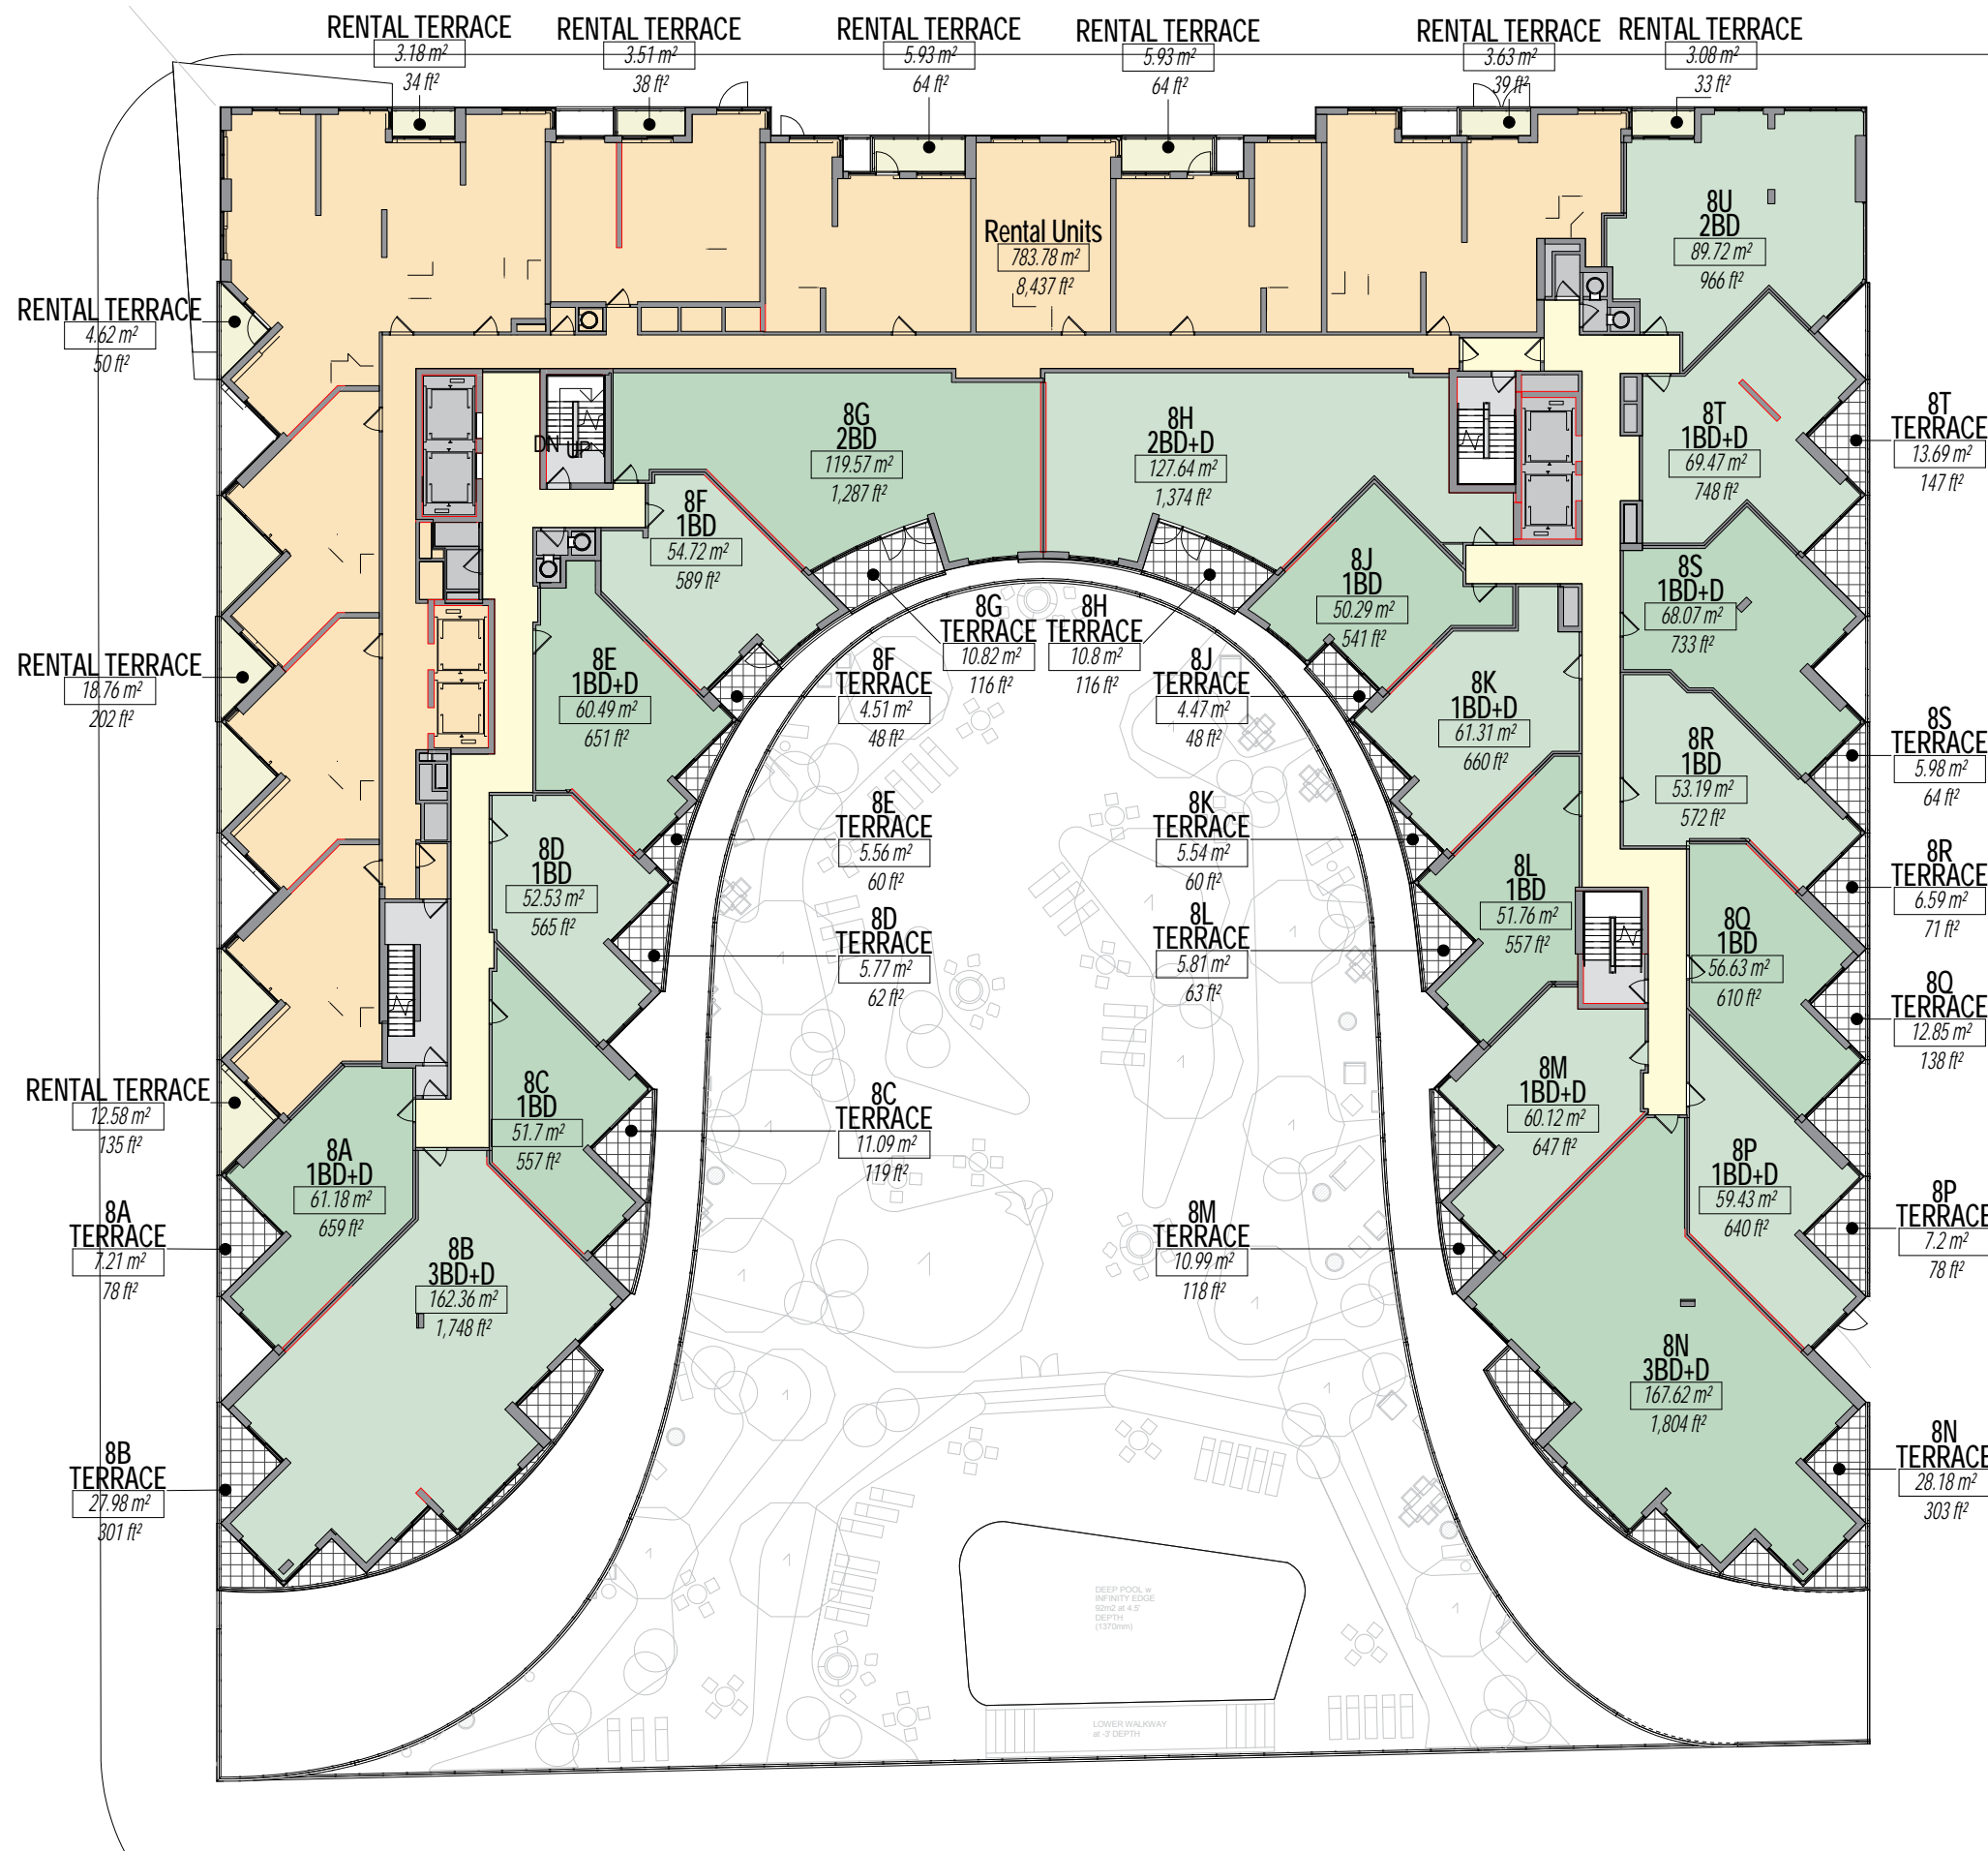 RENTAL TERRACE
3.18 m²
34 ft²
RENTAL TERRACE
3.51 m²
38 ft²
RENTAL TERRACE
5.93 m²
64 ft²
RENTAL TERRACE
5.93 m²
64 ft²
RENTAL TERRACE
3.63 m²
39 ft²
RENTAL TERRACE
3.08 m²
33 ft²
Rental Units
783.78 m²
8,437 ft²
8U
2BD
89.72 m²
966 ft²
RENTAL TERRACE
4.62 m²
50 ft²
8G
2BD
119.57 m²
1,287 ft²
8H
2BD+D
127.64 m²
1,374 ft²
8T
1BD+D
69.47 m²
748 ft²
8T
TERRACE
13.69 m²
147 ft²
DN UP
8F
1BD
54.72 m²
589 ft²
8J
1BD
50.29 m²
541 ft²
8S
1BD+D
68.07 m²
733 ft²
8G
TERRACE
10.82 m²
116 ft²
8H
TERRACE
10.8 m²
116 ft²
RENTAL TERRACE
18.76 m²
202 ft²
8E
1BD+D
60.49 m²
651 ft²
8F
TERRACE
4.51 m²
48 ft²
8J
TERRACE
4.47 m²
48 ft²
8K
1BD+D
61.31 m²
660 ft²
8R
1BD
53.19 m²
572 ft²
8S
TERRACE
5.98 m²
64 ft²
8E
TERRACE
5.56 m²
60 ft²
8K
TERRACE
5.54 m²
60 ft²
8D
1BD
52.53 m²
565 ft²
8L
1BD
51.76 m²
557 ft²
8R
TERRACE
6.59 m²
71 ft²
8D
TERRACE
5.77 m²
62 ft²
8L
TERRACE
5.81 m²
63 ft²
8Q
1BD
56.63 m²
610 ft²
8Q
TERRACE
12.85 m²
138 ft²
RENTAL TERRACE
12.58 m²
135 ft²
8C
1BD
51.7 m²
557 ft²
8C
TERRACE
11.09 m²
119 ft²
8M
1BD+D
60.12 m²
647 ft²
8A
1BD+D
61.18 m²
659 ft²
8P
1BD+D
59.43 m²
640 ft²
8A
TERRACE
7.21 m²
78 ft²
8B
3BD+D
162.36 m²
1,748 ft²
8M
TERRACE
10.99 m²
118 ft²
8P
TERRACE
7.2 m²
78 ft²
8N
3BD+D
167.62 m²
1,804 ft²
8B
TERRACE
27.98 m²
301 ft²
8N
TERRACE
28.18 m²
303 ft²
DEEP POOL w
INFINITY EDGE
92m2 at 4.5'
DEPTH
(1370mm)
LOWER WALKWAY
at -3' DEPTH